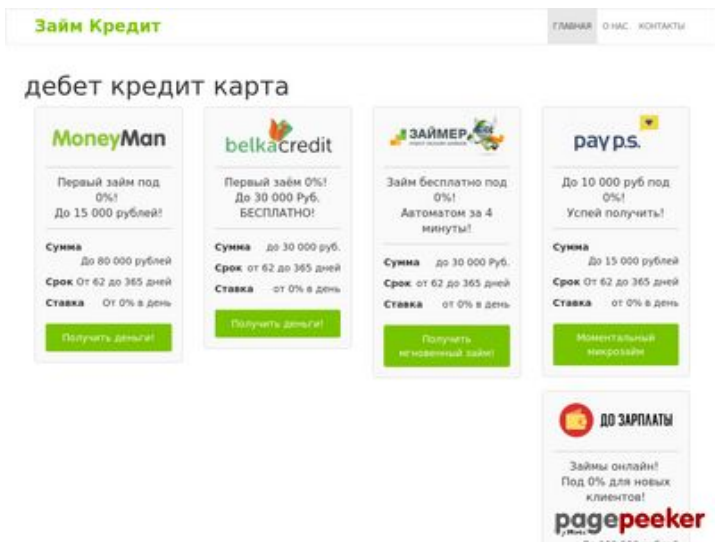 Займ Кредит
ГЛАВНАЯ О НАС КОНТАКТЫ
дебет кредит карта
MoneyMan
Первый займ под
0%!
До 15 000 рублей!
Сумма
До 80 000 рублей
Срок От 62 до 365 дней
Ставка От 0% в день
Получить деньги!
belkacredit
Первый заём 0%!
До 30 000 Руб.
БЕСПЛАТНО!
Сумма до 30 000 руб.
Срок от 62 до 365 дней
Ставка от 0% в день
Получить деньги!
ЗАЙМЕР
Займ бесплатно под
0%!
Автоматом за 4
минуты!
Сумма до 30 000 Руб.
Срок от 62 до 365 дней
Ставка от 0% в день
Получить
мгновенный займ!
pay p.s.
До 10 000 руб под
0%!
Успей получить!
Сумма
До 15 000 рублей
Срок От 62 до 365 дней
Ставка От 0% в день
Моментальный
микрозайм
ДО ЗАРПЛАТЫ
Займы онлайн!
Под 0% для новых
клиентов!
pagepeeker